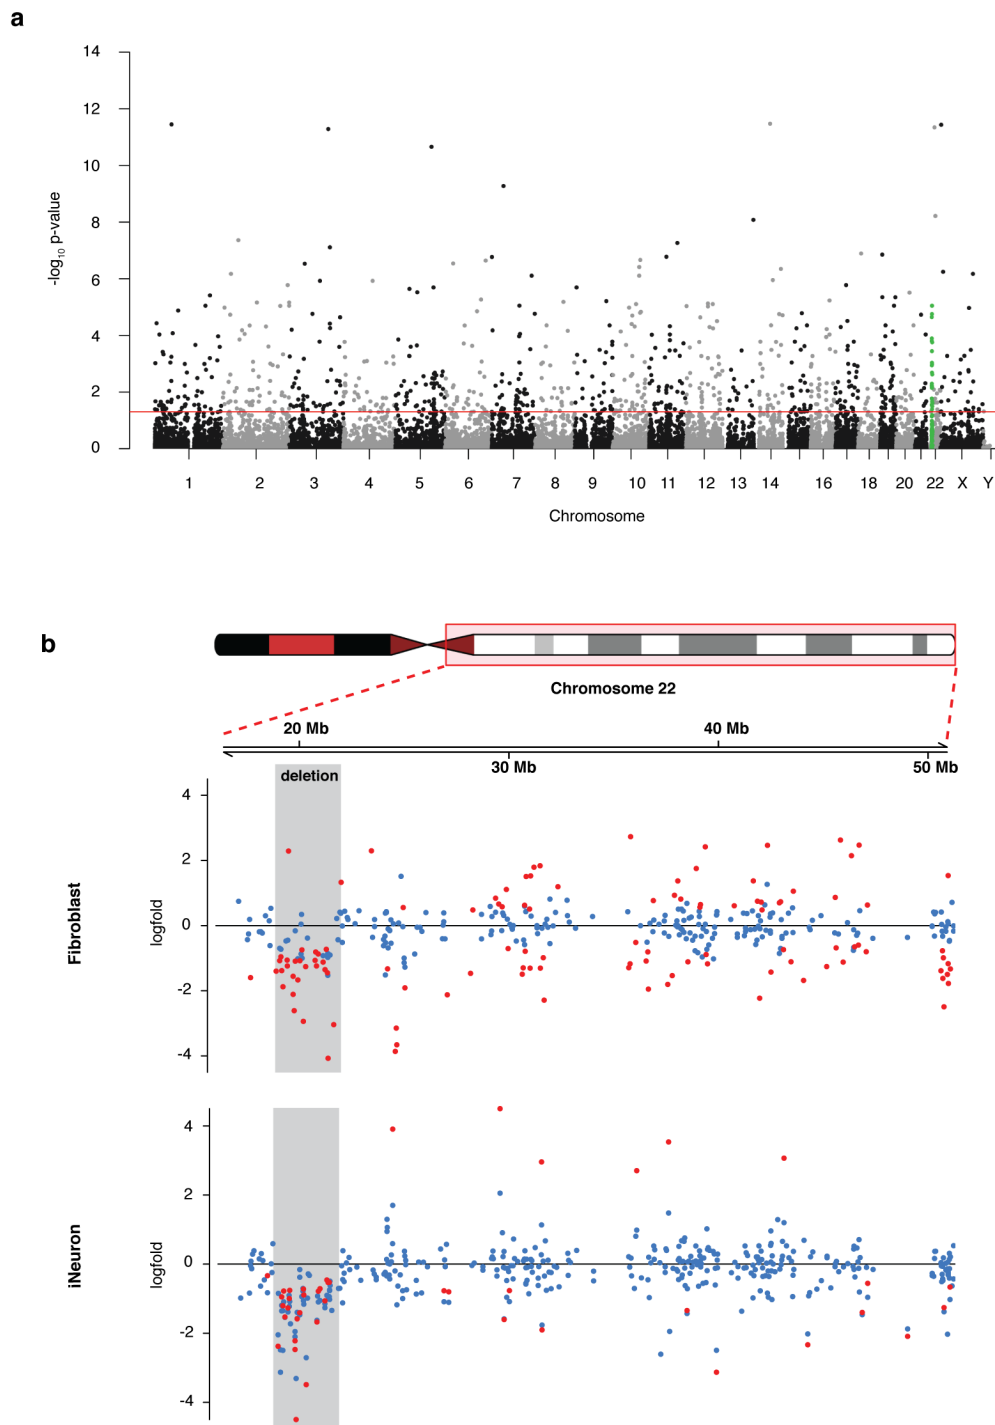 a
14
12
10
8
6
4
2
0
-log10 p-value
1 2 3 4 5 6 7 8 9 10 11 12 13 14 16 18 20 22 X Y
Chromosome
b
Chromosome 22
20 Mb 40 Mb
30 Mb 50 Mb
deletion
Fibroblast
logfold
4
2
0
-2
-4
iNeuron
logfold
4
2
0
-2
-4